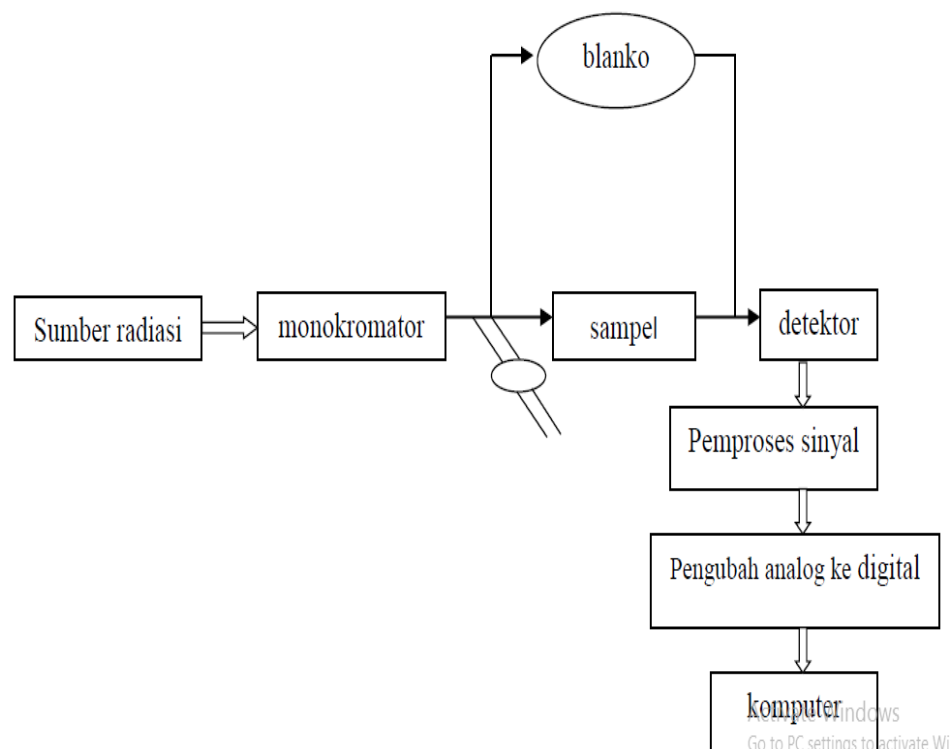 blanko
Sumber radiasi
monokromator
sampel
detektor
Pemproses sinyal
Pengubah analog ke digital
komputer
Activate Windows
Go to PC settings to activate Wi